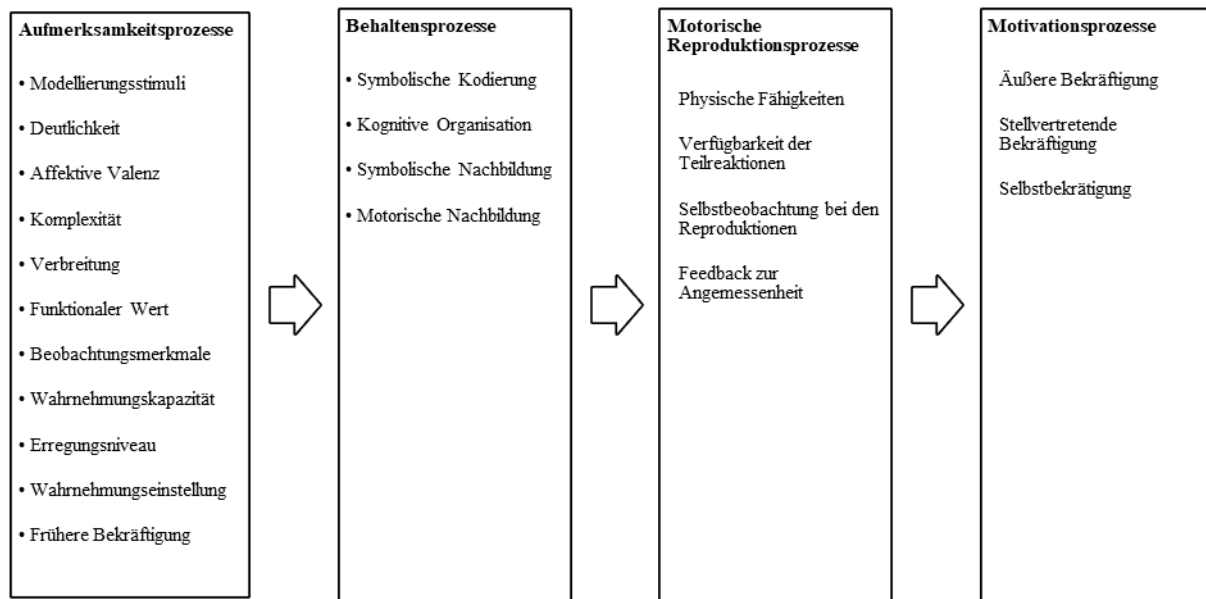 Aufmerksamkeitsprozesse
• Modellierungsstimuli
• Deutlichkeit
• Affektive Valenz
• Komplexität
• Verbreitung
• Funktionaler Wert
• Beobachtungsmerkmale
• Wahrnehmungskapazität
• Erregungsniveau
• Wahrnehmungseinstellung
• Frühere Bekräftigung
Behaltensprozesse
• Symbolische Kodierung
• Kognitive Organisation
• Symbolische Nachbildung
• Motorische Nachbildung
Motorische
Reproduktionsprozesse
Physische Fähigkeiten
Verfügbarkeit der
Teilreaktionen
Selbstbeobachtung bei den
Reproduktionen
Feedback zur
Angemessenheit
Motivationsprozesse
Äußere Bekräftigung
Stellvertretende
Bekräftigung
Selbstbekrätigung